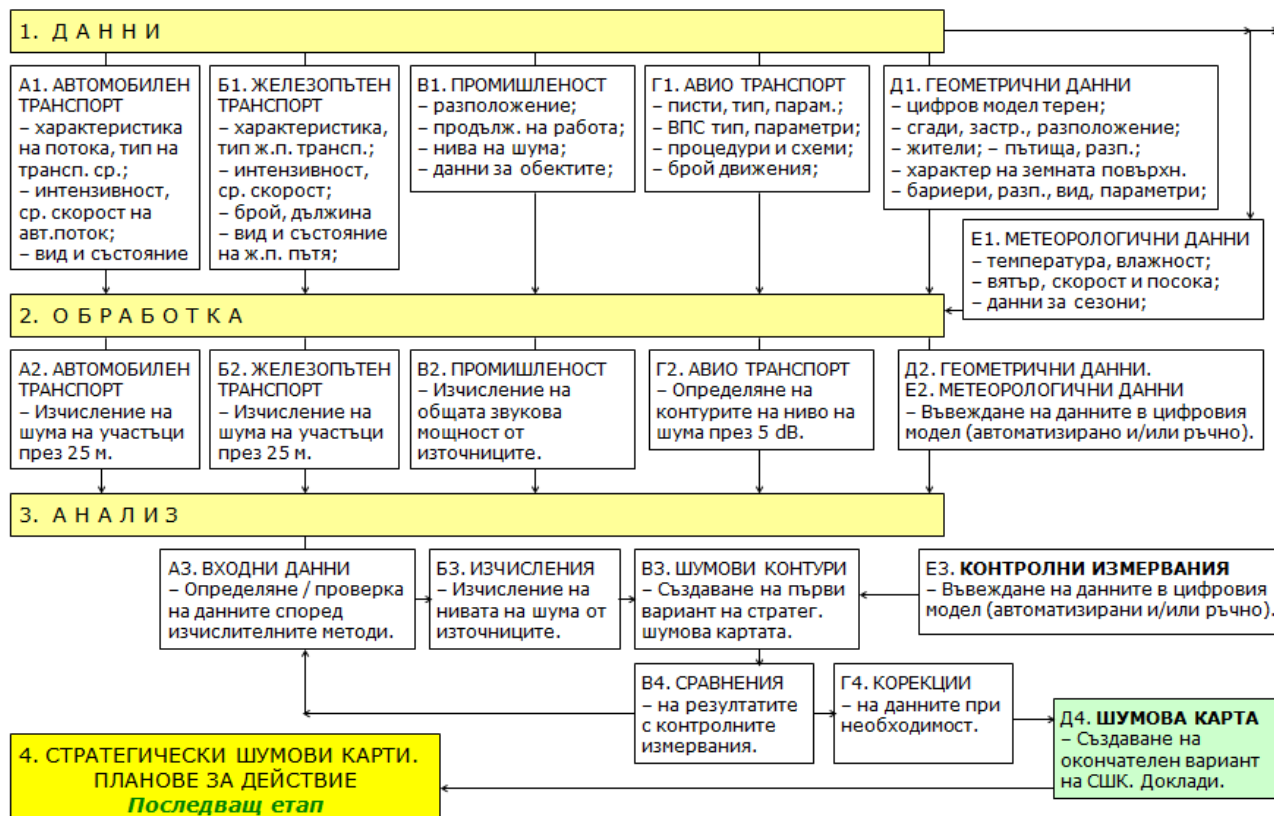 1. Д А Н Н И
А1. АВТОМОБИЛЕН
ТРАНСПОРТ
– характеристика
на потока, тип на
трансп. ср.;
– интензивност,
ср. скорост на
авт.поток;
– вид и състояние
Б1. ЖЕЛЕЗОПЪТЕН
ТРАНСПОРТ
– характеристика,
тип ж.п. трансп.;
– интензивност,
ср. скорост;
– брой, дължина
– вид и състояние
на ж.п. пътя;
В1. ПРОМИШЛЕНОСТ
– разположение;
– продълж. на работа;
– нива на шума;
– данни за обектите;
Г1. АВИО ТРАНСПОРТ
– писти, тип, парам.;
– ВПС тип, параметри;
– процедури и схеми;
– брой движения;
Д1. ГЕОМЕТРИЧНИ ДАННИ
– цифров модел терен;
– сгади, застр., разположение;
– жители; – пътища, разп.;
– характер на земната повърхн.
– бариери, разп., вид, параметри;
Е1. МЕТЕОРОЛОГИЧНИ ДАННИ
– температура, влажност;
– вятър, скорост и посока;
– данни за сезони;
2. О Б Р А Б О Т К А
А2. АВТОМОБИЛЕН
ТРАНСПОРТ
– Изчисление на
шума на участъци
през 25 м.
Б2. ЖЕЛЕЗОПЪТЕН
ТРАНСПОРТ
– Изчисление на
шума на участъци
през 25 м.
В2. ПРОМИШЛЕНОСТ
– Изчисление на
общата звукова
мощност от
източниците.
Г2. АВИО ТРАНСПОРТ
– Определяне на
контурите на ниво на
шума през 5 dB.
Д2. ГЕОМЕТРИЧНИ ДАННИ.
Е2. МЕТЕОРОЛОГИЧНИ ДАННИ
– Въвеждане на данните в цифровия
модел (автоматизирано и/или ръчно).
3. А Н А Л И З
А3. ВХОДНИ ДАННИ
– Определяне / проверка
на данните според
изчислителните методи.
Б3. ИЗЧИСЛЕНИЯ
– Изчисление на
нивата на шума от
източниците.
В3. ШУМОВИ КОНТУРИ
– Създаване на първи
вариант на стратег.
шумова картата.
Е3. КОНТРОЛНИ ИЗМЕРВАНИЯ
– Въвеждане на данните в цифровия
модел (автоматизирани и/или ръчно).
В4. СРАВНЕНИЯ
– на резултатите
с контролните
измервания.
Г4. КОРЕКЦИИ
– на данните при
необходимост.
Д4. ШУМОВА КАРТА
– Създаване на
окончателен вариант
на СШК. Доклади.
4. СТРАТЕГИЧЕСКИ ШУМОВИ КАРТИ.
ПЛАНОВЕ ЗА ДЕЙСТВИЕ
Последващ етап